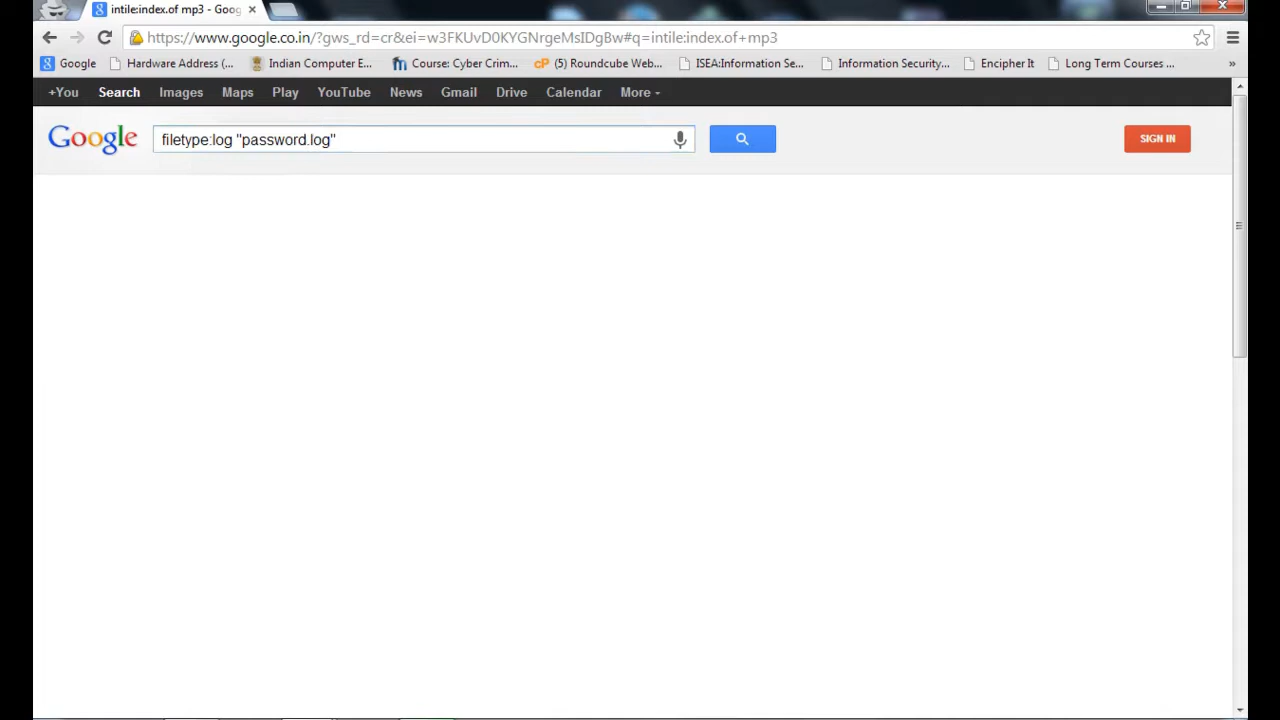 intile:index.of mp3 - Goog
https://www.google.co.in/?gws_rd=cr&ei=w3FKUvD0KYGNrgeMsIDgBw#q=intile:index.of+mp3
Google Hardware Address (... Indian Computer E... Course: Cyber Crim... (5) Roundcube Web... ISEA:Information Se... Information Security... Encipher It Long Term Courses ... »
+You Search Images Maps Play YouTube News Gmail Drive Calendar More
Google filetype:log "password.log" SIGN IN